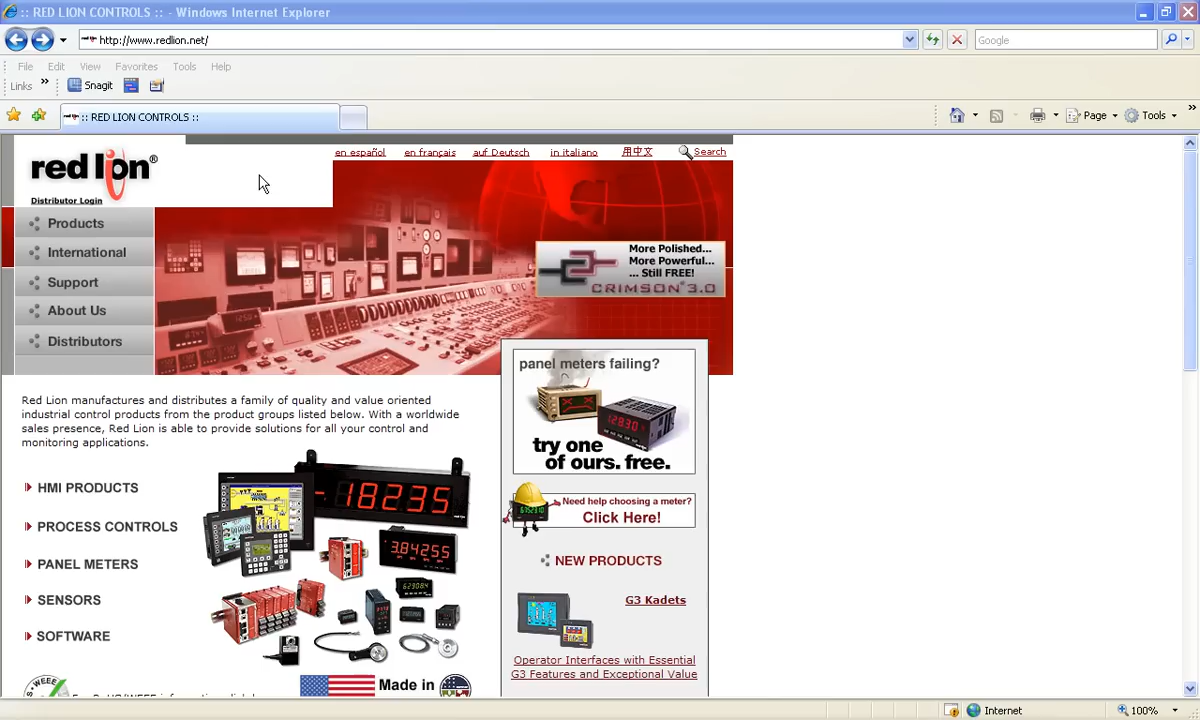 :: RED LION CONTROLS :: - Windows Internet Explorer
http://www.redlion.net/
Google
File Edit View Favorites Tools Help
Links » Snagit
:: RED LION CONTROLS ::
Page Tools »
red lion®
Distributor Login
en español en français auf Deutsch in italiano 用中文 Search
Products
International
Support
About Us
Distributors
More Polished...
More Powerful...
... Still FREE!
CRIMSON® 3.0
panel meters failing?
128.30
try one
of ours. free.
Need help choosing a meter?
Click Here!
NEW PRODUCTS
G3 Kadets
Operator Interfaces with Essential
G3 Features and Exceptional Value
Red Lion manufactures and distributes a family of quality and value oriented
industrial control products from the product groups listed below. With a worldwide
sales presence, Red Lion is able to provide solutions for all your control and
monitoring applications.
HMI PRODUCTS
PROCESS CONTROLS
PANEL METERS
SENSORS
SOFTWARE
-18235
3.84255
WEEE
Made in
Internet
100%